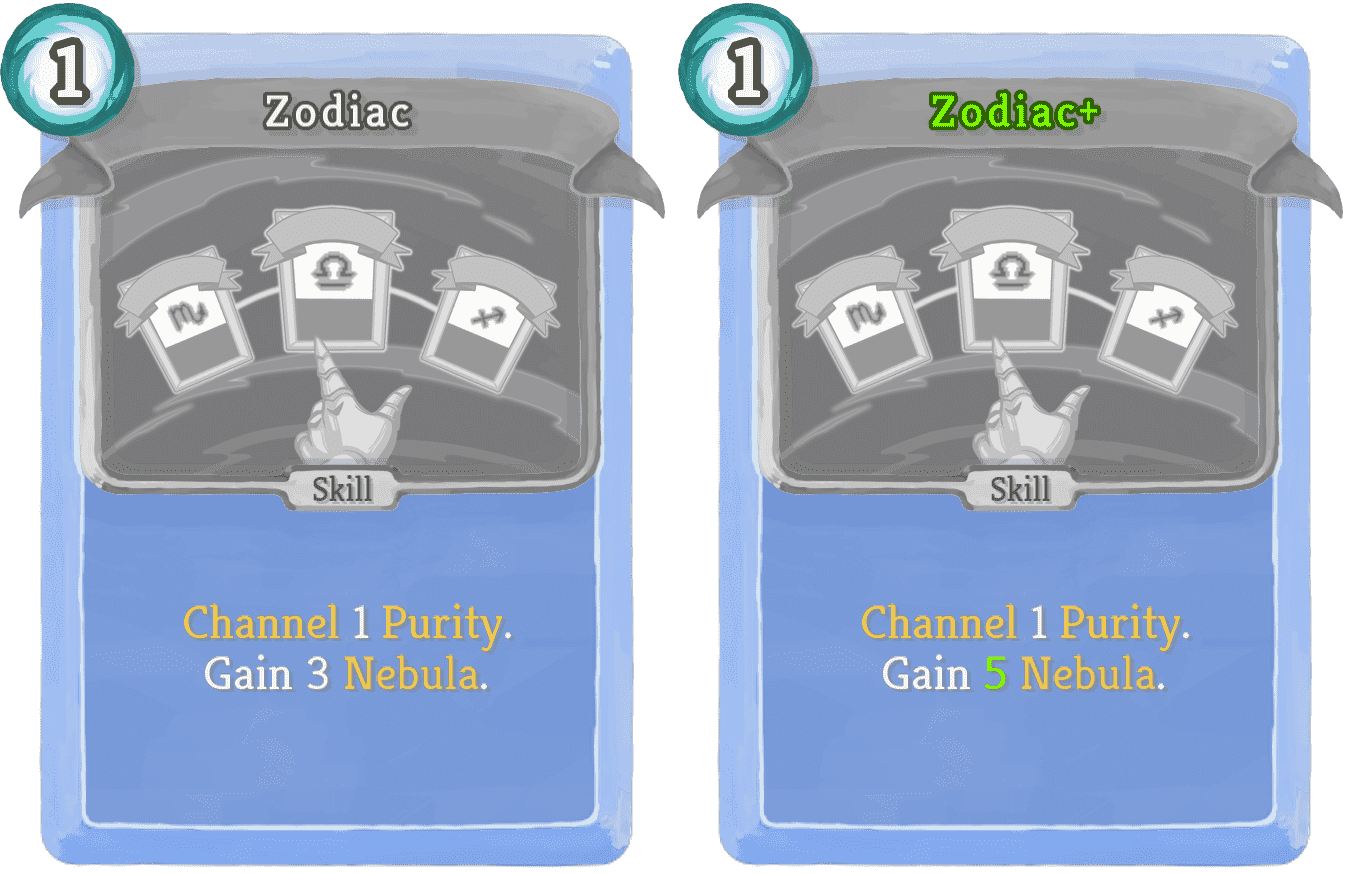 1
Zodiac
♏ ♎ ♐
Skill
Channel 1 Purity.
Gain 3 Nebula.
1
Zodiac+
♏ ♎ ♐
Skill
Channel 1 Purity.
Gain 5 Nebula.